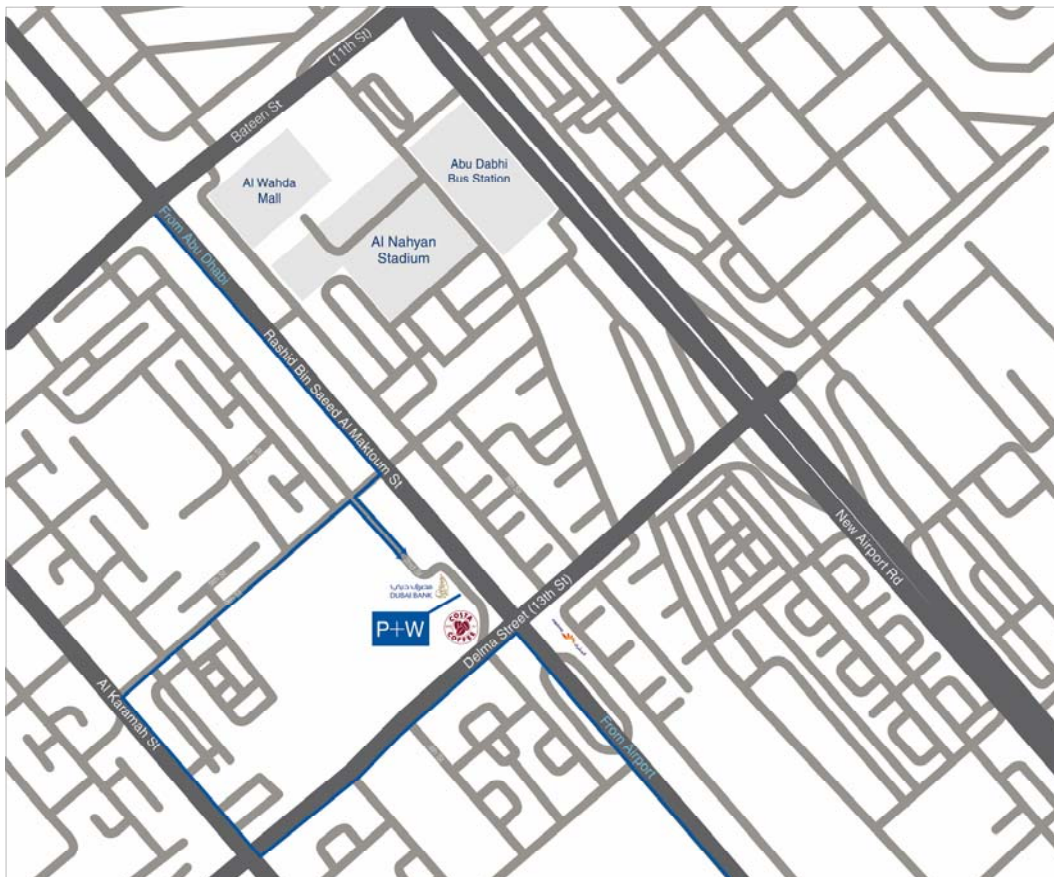 (11th St)
Bateen St
Al Wahda
Mall
Abu Dabhi
Bus Station
Al Nahyan
Stadium
From Abu Dhabi
Rashid Bin Saeed Al Maktoum St
New Airport Rd
مصرف دبي
DUBAI BANK
P+W
COSTA
COFFEE
Delma Street (13th St)
Al Karamah St
From Airport